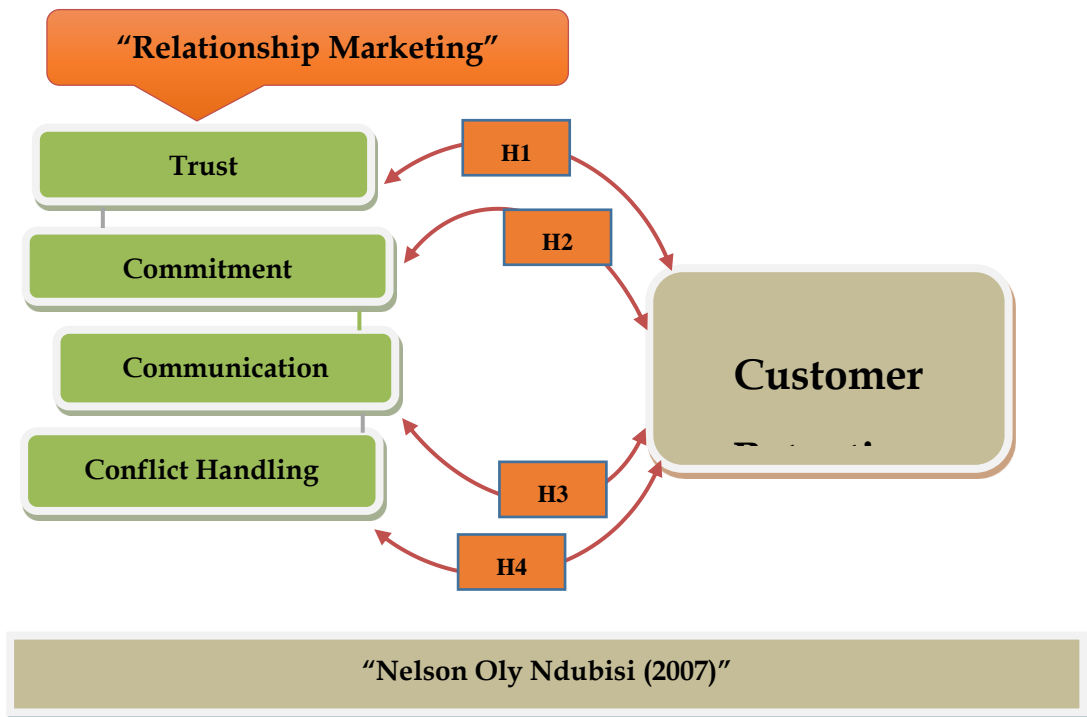 “Relationship Marketing”
Trust
H1
Commitment
H2
Communication
Customer
Conflict Handling
H3
H4
“Nelson Oly Ndubisi (2007)”